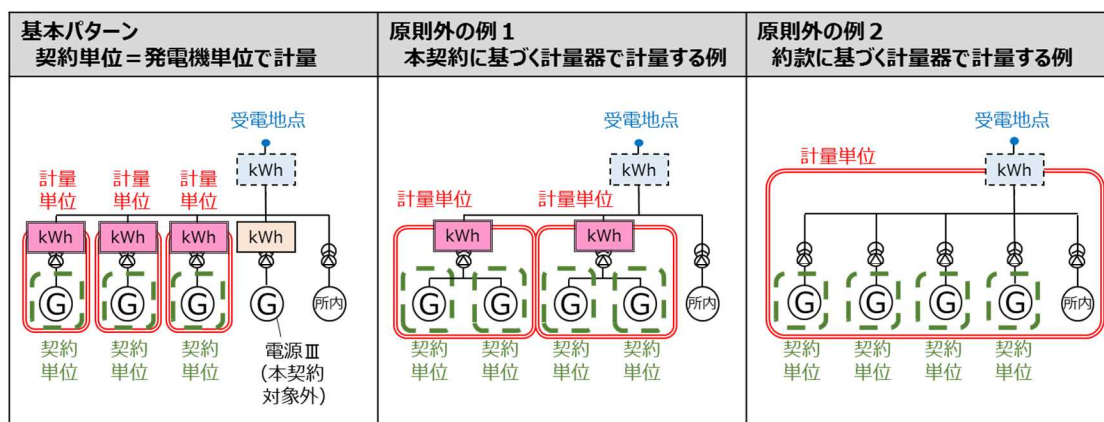 基本パターン
契約単位＝発電機単位で計量
受電地点
kWh
計量
単位
計量
単位
計量
単位
kWh
kWh
kWh
kWh
G
G
G
G
所内
契約
単位
契約
単位
契約
単位
電源Ⅲ
（本契約
対象外）
原則外の例１
本契約に基づく計量器で計量する例
受電地点
kWh
計量単位
計量単位
kWh
kWh
G
G
G
G
所内
契約
単位
契約
単位
契約
単位
契約
単位
原則外の例２
約款に基づく計量器で計量する例
受電地点
計量単位
kWh
G
G
G
G
所内
契約
単位
契約
単位
契約
単位
契約
単位